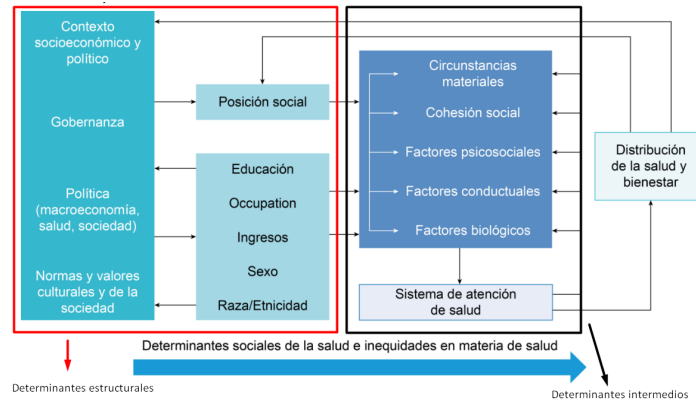 Contexto
socioeconómico y
político
Gobernanza
Política
(macroeconomía,
salud, sociedad)
Normas y valores
culturales y de la
sociedad
Posición social
Educación
Occupation
Ingresos
Sexo
Raza/Etnicidad
Circunstancias
materiales
Cohesión social
Factores psicosociales
Factores conductuales
Factores biológicos
Sistema de atención
de salud
Distribución
de la salud y
bienestar
Determinantes sociales de la salud e inequidades en materia de salud
Determinantes estructurales
Determinantes intermedios